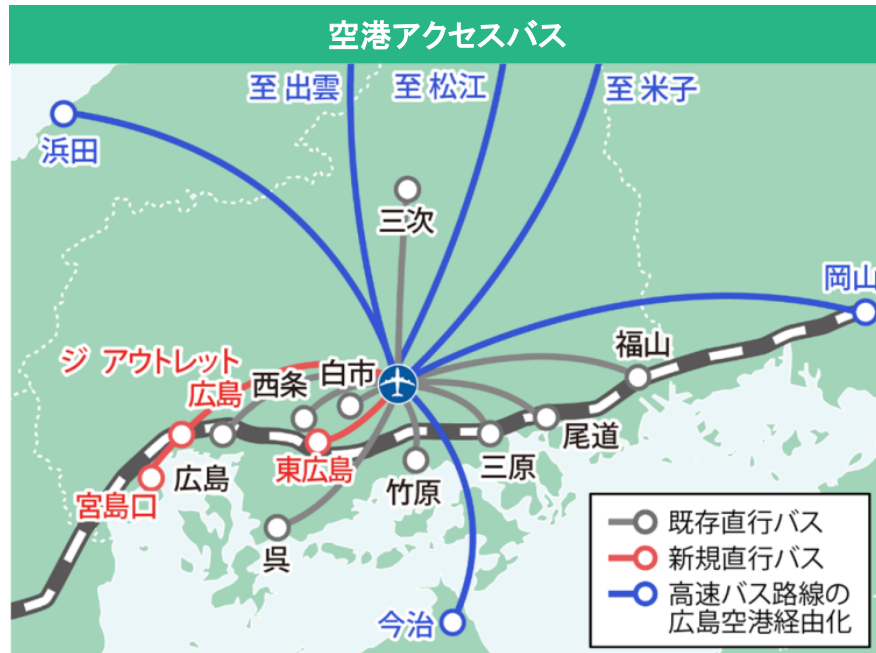 空港アクセスバス
至 出雲
至 松江
至 米子
浜田
三次
岡山
福山
ジ アウトレット
広島
西条
白市
広島
東広島
宮島口
呉
竹原
三原
尾道
今治
既存直行バス
新規直行バス
高速バス路線の
広島空港経由化